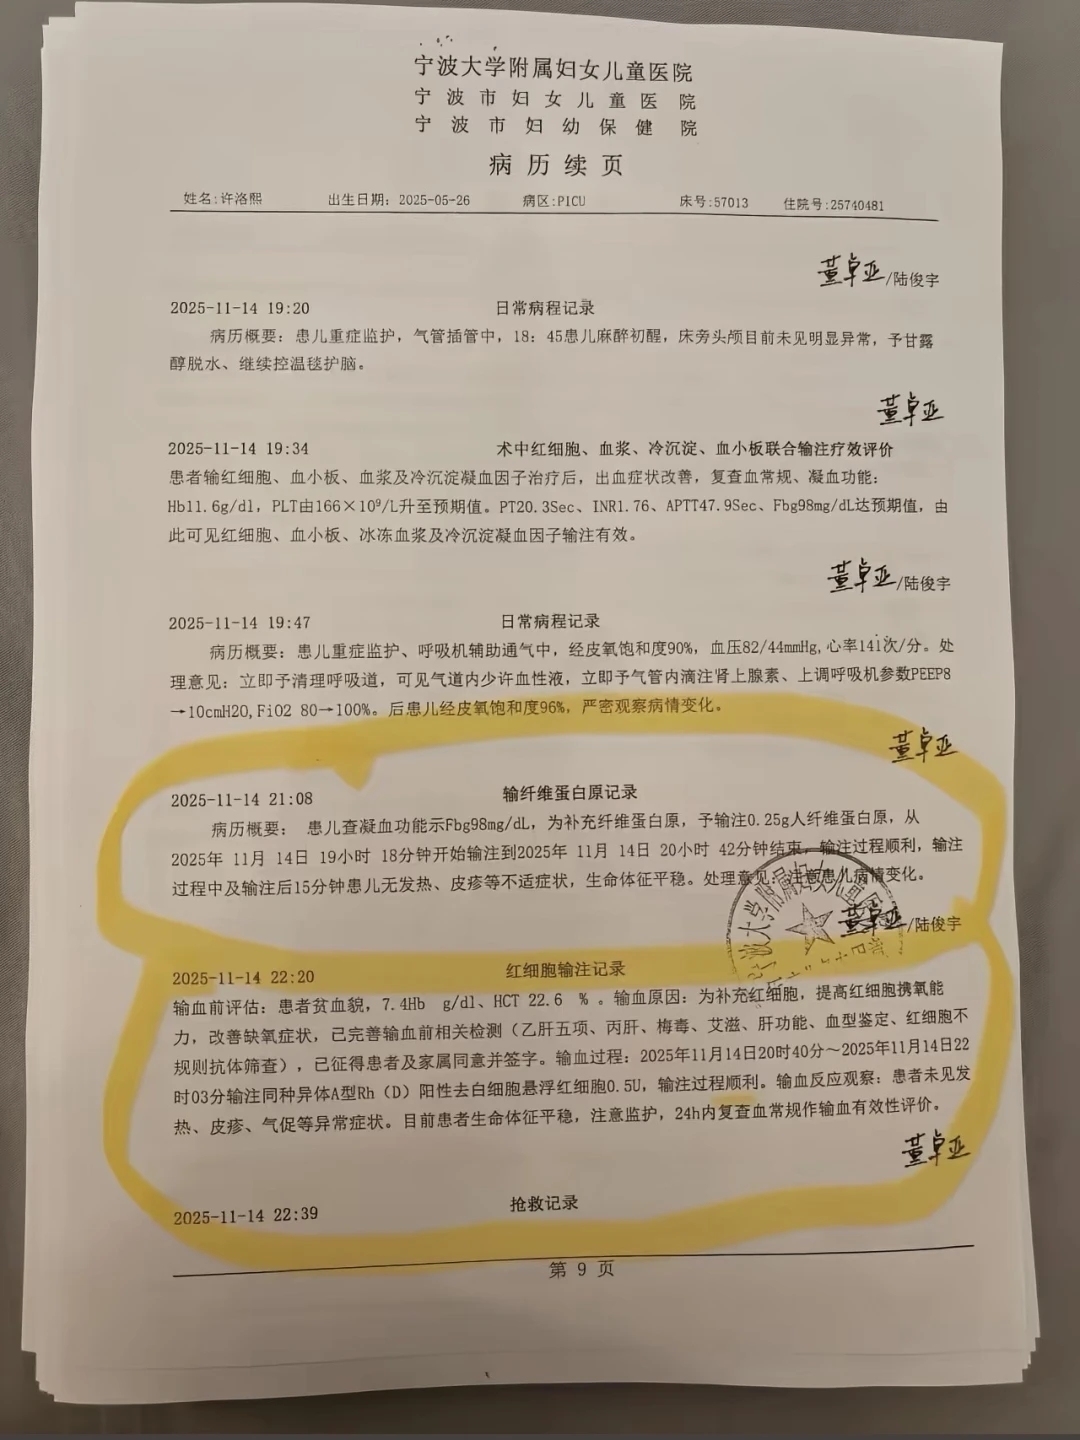 宁波大学附属妇女儿童医院
宁波市妇女儿童医院
宁波市妇幼保健院
病历续页
姓名:许洛熙 出生日期: 2025-05-26 病区:PICU 床号:57013 住院号:25740481
董卓亚/陆俊宇
2025-11-14 19:20 日常病程记录
病历概要：患儿重症监护，气管插管中，18：45患儿麻醉初醒，床旁头颅目前未见明显异常，予甘露
醇脱水、继续控温毯护脑。
董卓亚
2025-11-14 19:34 术中红细胞、血浆、冷沉淀、血小板联合输注疗效评价
患者输红细胞、血小板、血浆及冷沉淀凝血因子治疗后，出血症状改善，复查血常规、凝血功能：
Hb11.6g/dl，PLT由166×10⁹/L升至预期值。PT20.3Sec、INR1.76、APTT47.9Sec、Fbg98mg/dL达预期值，由
此可见红细胞、血小板、冰冻血浆及冷沉淀凝血因子输注有效。
董卓亚/陆俊宇
2025-11-14 19:47 日常病程记录
病历概要：患儿重症监护、呼吸机辅助通气中，经皮氧饱和度90%，血压82/44mmHg,心率141次/分。处
理意见：立即予清理呼吸道，可见气道内少许血性液，立即予气管内滴注肾上腺素、上调呼吸机参数PEEP8
→10cmH2O,FiO2 80→100%。后患儿经皮氧饱和度96%，严密观察病情变化。
董卓亚
2025-11-14 21:08 输纤维蛋白原记录
病历概要： 患儿查凝血功能示Fbg98mg/dL，为补充纤维蛋白原，予输注0.25g人纤维蛋白原，从
2025年 11月 14日 19小时 18分钟开始输注到2025年 11月 14日 20小时 42分钟结束，输注过程顺利，输注
过程中及输注后15分钟患儿无发热、皮疹等不适症状，生命体征平稳。处理意见：注意患儿病情变化。
董卓亚/陆俊宇
2025-11-14 22:20 红细胞输注记录
输血前评估：患者贫血貌，7.4Hb g/dl、HCT 22.6 % 。输血原因：为补充红细胞，提高红细胞携氧能
力，改善缺氧症状，已完善输血前相关检测（乙肝五项、丙肝、梅毒、艾滋、肝功能、血型鉴定、红细胞不
规则抗体筛查），已征得患者及家属同意并签字。输血过程：2025年11月14日20时40分～2025年11月14日22
时03分输注同种异体A型Rh（D）阳性去白细胞悬浮红细胞0.5U，输注过程顺利。输血反应观察：患者未见发
热、皮疹、气促等异常症状。目前患者生命体征平稳，注意监护，24h内复查血常规作输血有效性评价。
董卓亚
2025-11-14 22:39 抢救记录
第 9 页